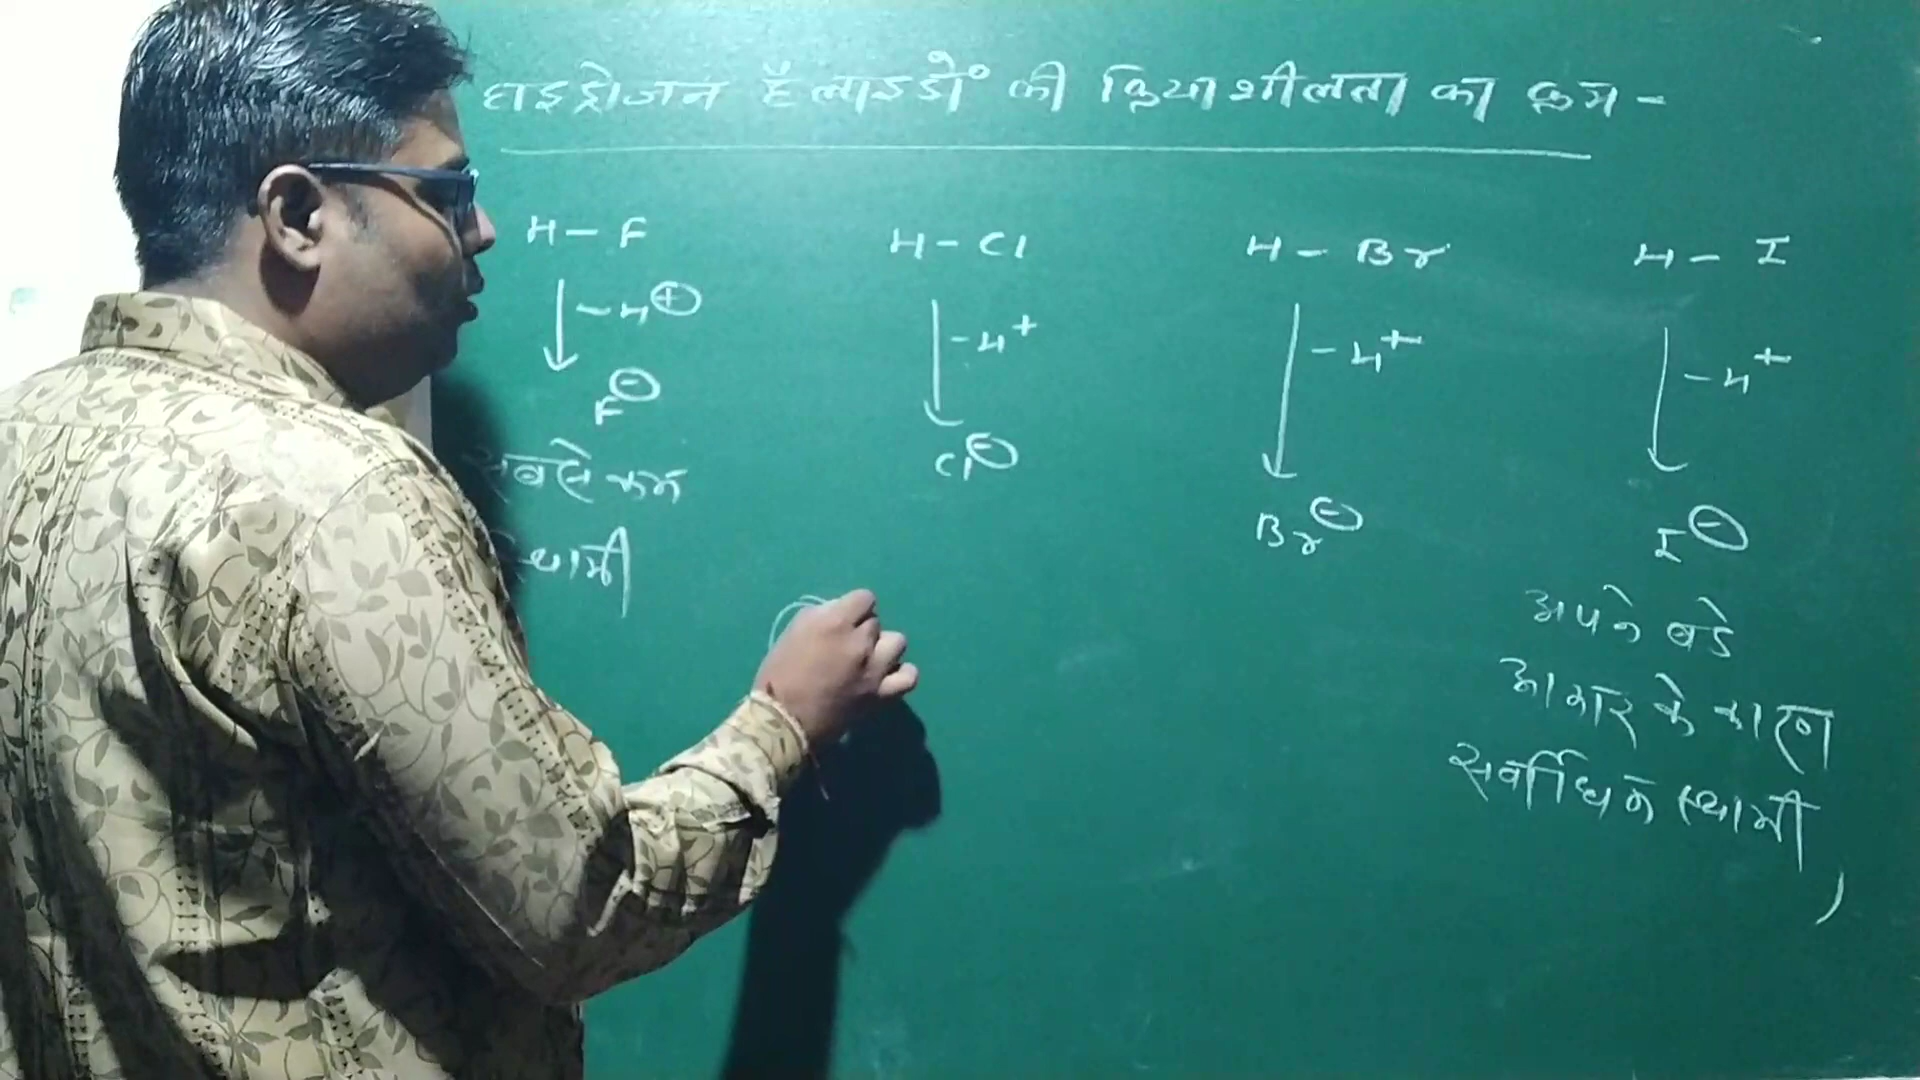 हाइड्रोजन हैलाइडों की क्रियाशीलता का क्रम -
H - F
H - Cl
H - Br
H - I
- H⊕
- H+
- H+
- H+
F⊖
Cl⊖
Br⊖
I⊖
सबसे कम
स्थायी
अपने बडे
आकार के कारण
सर्वाधिक स्थायी